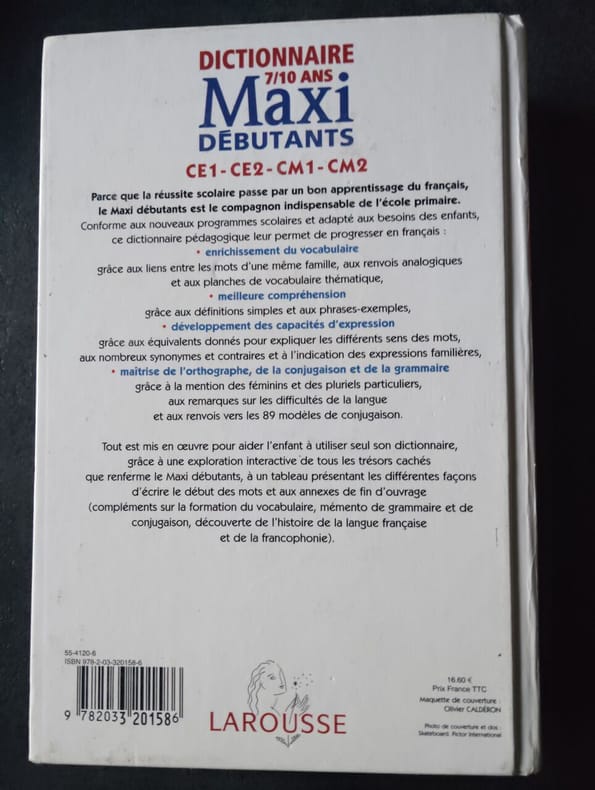 DICTIONNAIRE
7/10 ANS
Maxi
DÉBUTANTS
CE1 - CE2 - CM1 - CM2
Parce que la réussite scolaire passe par un bon apprentissage du français,
le Maxi débutants est le compagnon indispensable de l'école primaire.
Conforme aux nouveaux programmes scolaires et adapté aux besoins des enfants,
ce dictionnaire pédagogique leur permet de progresser en français :
• enrichissement du vocabulaire
grâce aux liens entre les mots d'une même famille, aux renvois analogiques
et aux planches de vocabulaire thématique,
• meilleure compréhension
grâce aux définitions simples et aux phrases-exemples,
• développement des capacités d'expression
grâce aux équivalents donnés pour expliquer les différents sens des mots,
aux nombreux synonymes et contraires et à l'indication des expressions familières,
• maîtrise de l'orthographe, de la conjugaison et de la grammaire
grâce à la mention des féminins et des pluriels particuliers,
aux remarques sur les difficultés de la langue
et aux renvois vers les 89 modèles de conjugaison.
Tout est mis en œuvre pour aider l'enfant à utiliser seul son dictionnaire,
grâce à une exploration interactive de tous les trésors cachés
que renferme le Maxi débutants, à un tableau présentant les différentes façons
d'écrire le début des mots et aux annexes de fin d'ouvrage
(compléments sur la formation du vocabulaire, mémento de grammaire et de
conjugaison, découverte de l'histoire de la langue française
et de la francophonie).
55-4120-6
ISBN 978-2-03-320158-6
9 782033 201586
LAROUSSE
16.60 €
Prix France TTC
Maquette de couverture :
Olivier CALDÉRON
Photo de couverture et dos :
Skateboard. Pictor International